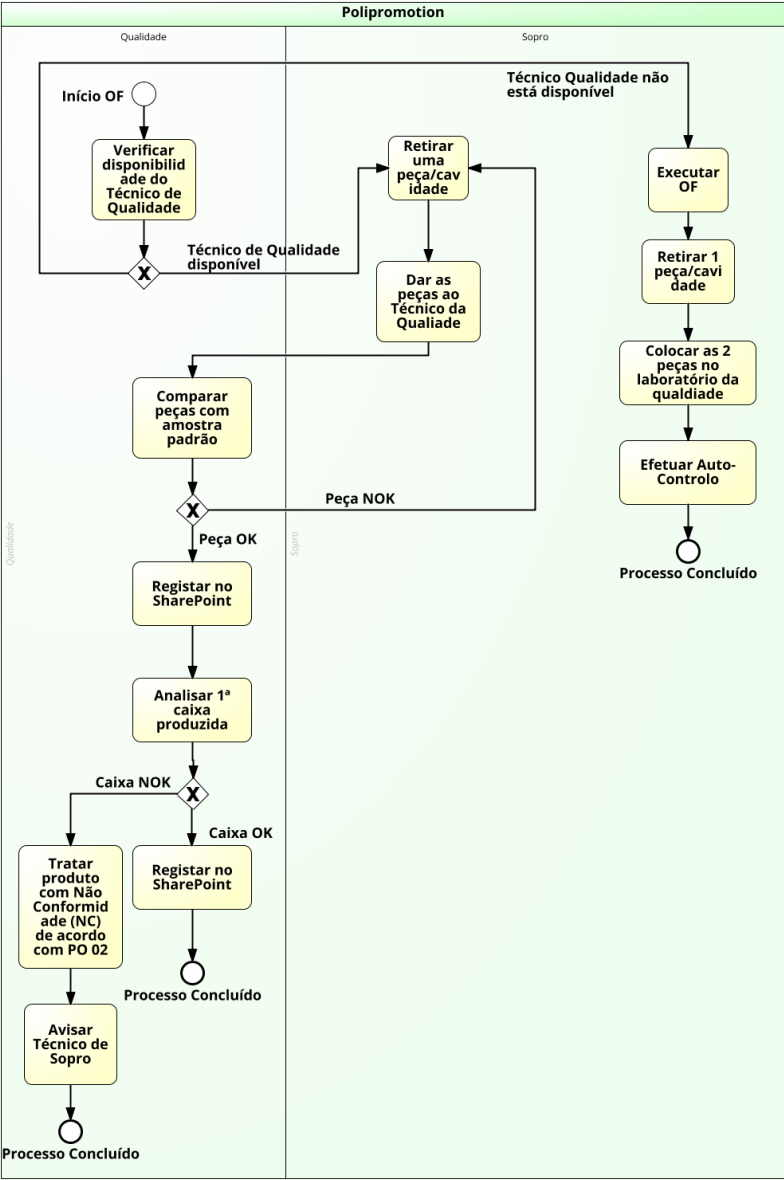 Polipromotion
Qualidade
Sopro
Técnico Qualidade não
está disponível
Início OF
Verificar
disponibilid
ade do
Técnico de
Qualidade
Retirar
uma
peça/cav
idade
Executar
OF
Técnico de Qualidade
disponível
Retirar 1
peça/cavi
dade
Dar as
peças ao
Técnico da
Qualiade
Colocar as 2
peças no
laboratório da
qualdiade
Comparar
peças com
amostra
padrão
Efetuar Auto-
Controlo
Peça NOK
Peça OK
Qualidade
Sopra
Processo Concluído
Registar no
SharePoint
Analisar 1ª
caixa
produzida
Caixa NOK
Caixa OK
Tratar
produto
com Não
Conformid
ade (NC)
de acordo
com PO 02
Registar no
SharePoint
Processo Concluído
Avisar
Técnico de
Sopro
Processo Concluído